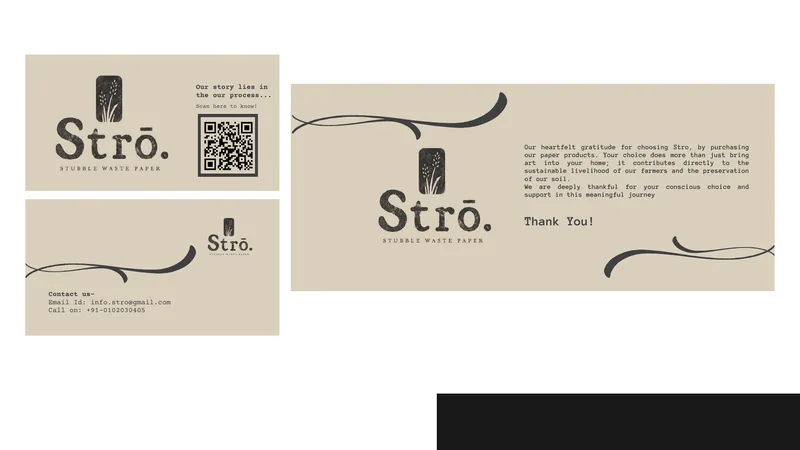 Strō.
STUBBLE WASTE PAPER
Our story lies in
the our process...
Scan here to know!
Strō.
STUBBLE WASTE PAPER
Contact us-
Email Id: info.stro@gmail.com
Call on: +91-0102030405
Strō.
STUBBLE WASTE PAPER
Our heartfelt gratitude for choosing Stro, by purchasing
our paper products. Your choice does more than just bring
art into your home; it contributes directly to the
sustainable livelihood of our farmers and the preservation
of our soil.
We are deeply thankful for your conscious choice and
support in this meaningful journey
Thank You!